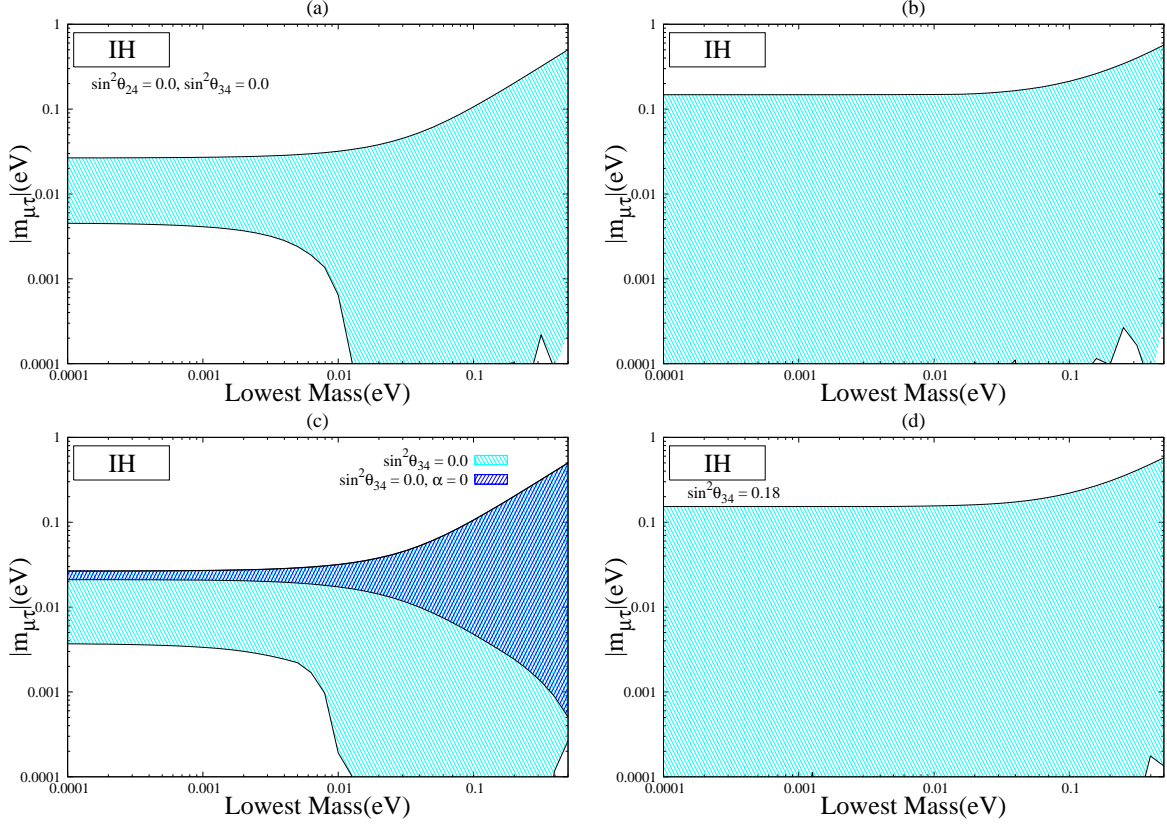 (a)
IH
sin²θ₂₄ = 0.0, sin²θ₃₄ = 0.0
|m_μτ|(eV)
1
0.1
0.01
0.001
0.0001
0.0001 0.001 0.01 0.1
Lowest Mass(eV)
(b)
IH
|m_μτ|(eV)
1
0.1
0.01
0.001
0.0001
0.0001 0.001 0.01 0.1
Lowest Mass(eV)
(c)
IH
sin²θ₃₄ = 0.0
sin²θ₃₄ = 0.0, α = 0
|m_μτ|(eV)
1
0.1
0.01
0.001
0.0001
0.0001 0.001 0.01 0.1
Lowest Mass(eV)
(d)
IH
sin²θ₃₄ = 0.18
|m_μτ|(eV)
1
0.1
0.01
0.001
0.0001
0.0001 0.001 0.01 0.1
Lowest Mass(eV)